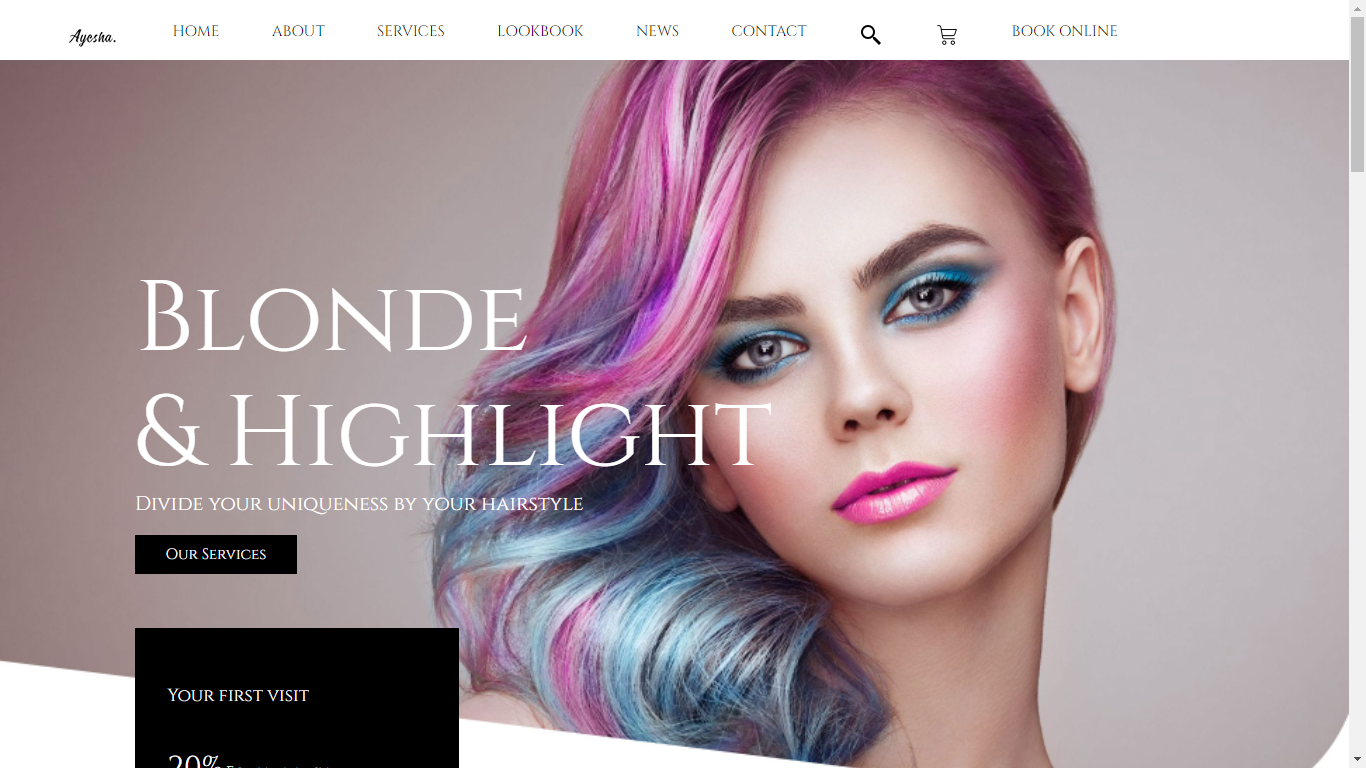 Ayesha.
HOME
ABOUT
SERVICES
LOOKBOOK
NEWS
CONTACT
BOOK ONLINE
Blonde
& Highlight
Divide your uniqueness by your hairstyle
Our Services
Your first visit
20%